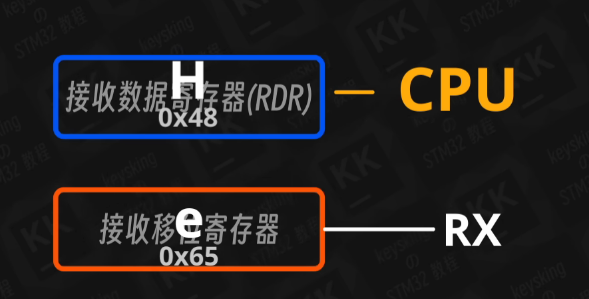 H
接收数据寄存器(RDR)
0x48
CPU
e
接收移位寄存器
0x65
RX
keysking
の
STM32 教程
KK